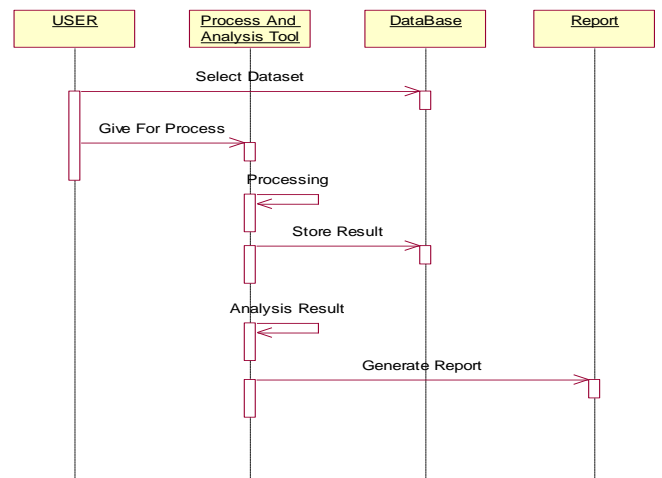 USER
Process And
Analysis Tool
DataBase
Report
Select Dataset
Give For Process
Processing
Store Result
Analysis Result
Generate Report